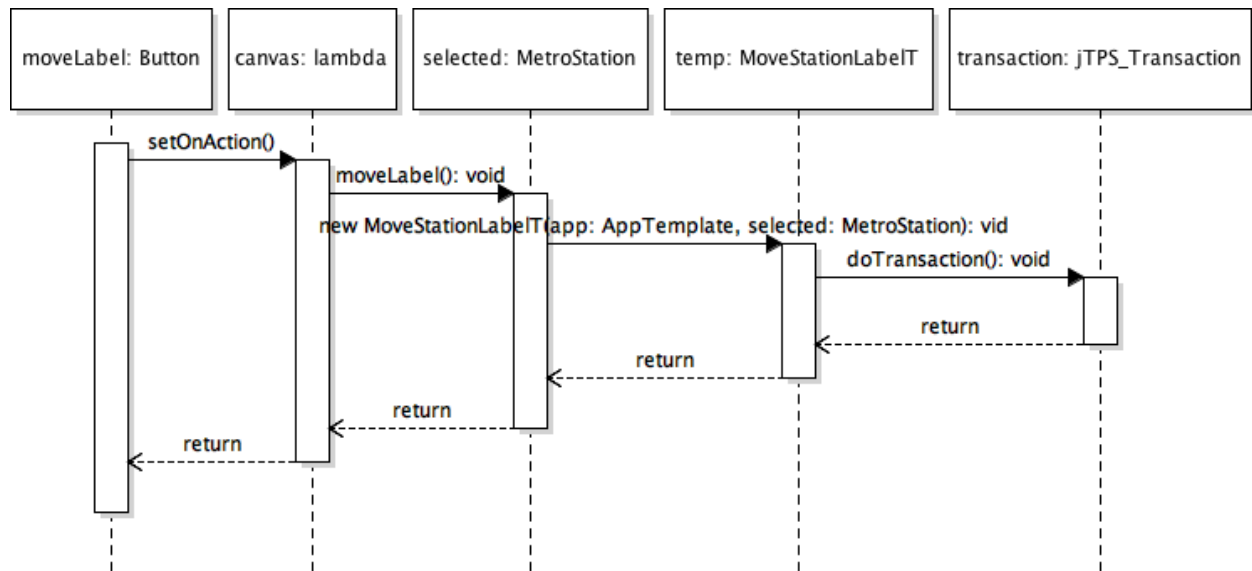 moveLabel: Button
canvas: lambda
selected: MetroStation
temp: MoveStationLabelT
transaction: jTPS_Transaction
setOnAction()
moveLabel(): void
new MoveStationLabelT(app: AppTemplate, selected: MetroStation): vid
doTransaction(): void
return
return
return
return